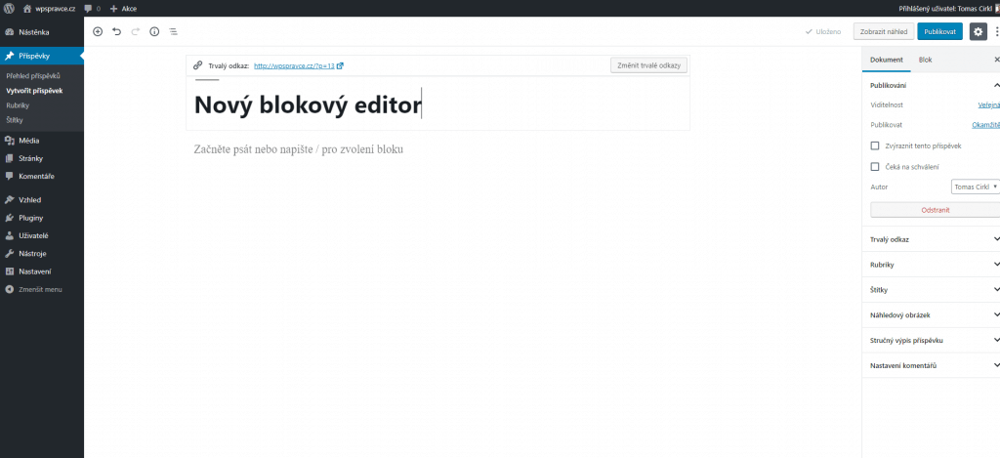 wpspravce.cz 0 Akce Přihlášený uživatel: Tomas Cirkl
Nástěnka
Příspěvky
Přehled příspěvků
Vytvořit příspěvek
Rubriky
Štítky
Média
Stránky
Komentáře
Vzhled
Pluginy
Uživatelé
Nástroje
Nastavení
Zmenšit menu
Uloženo Zobrazit náhled Publikovat
Trvalý odkaz: http://wpspravce.cz/?p=13 Změnit trvalé odkazy
Nový blokový editor
Začněte psát nebo napište / pro zvolení bloku
Dokument Blok
Publikování
Viditelnost Veřejná
Publikovat Okamžitě
Zvýraznit tento příspěvek
Čeká na schválení
Autor Tomas Cirkl
Odstranit
Trvalý odkaz
Rubriky
Štítky
Náhledový obrázek
Stručný výpis příspěvku
Nastavení komentářů